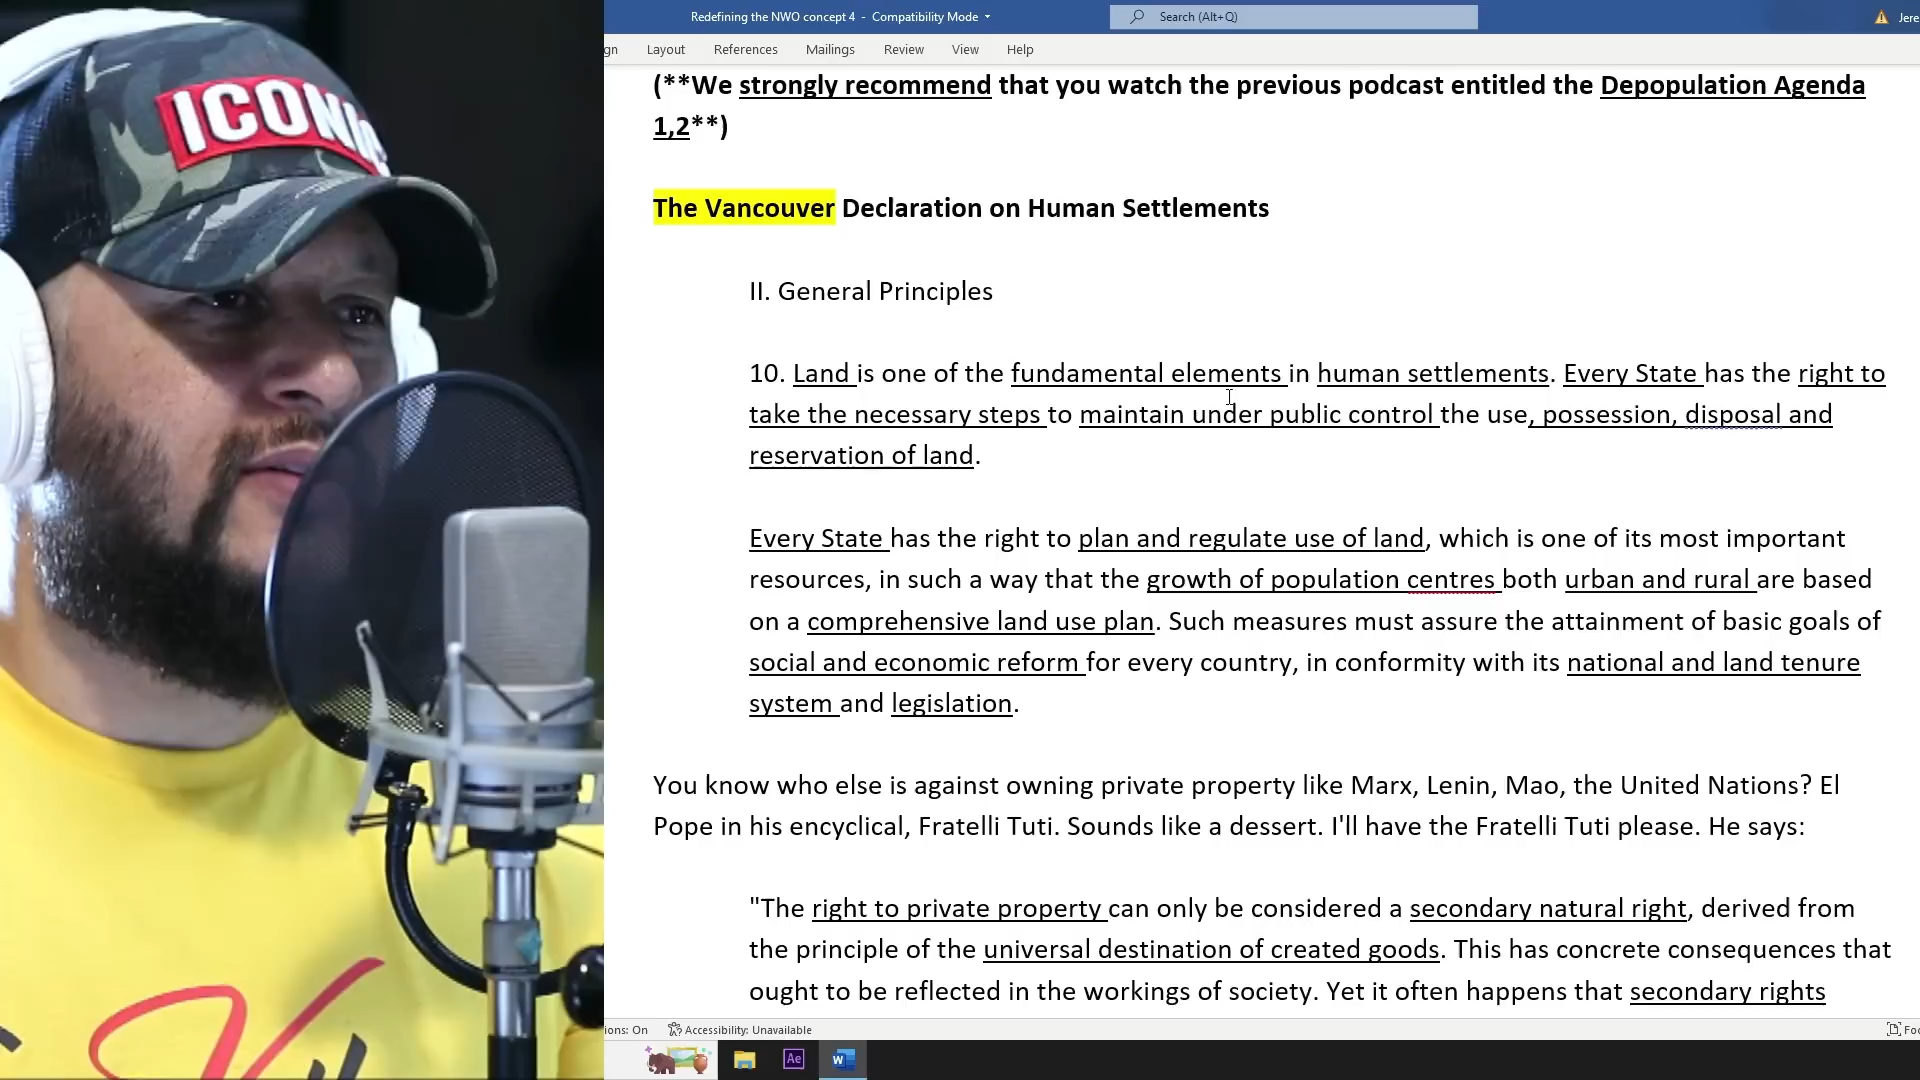 ICONIC
Redefining the NWO concept 4 - Compatibility Mode
Search (Alt+Q)
Jere
gn Layout References Mailings Review View Help
(**We strongly recommend that you watch the previous podcast entitled the Depopulation Agenda
1,2**)
The Vancouver Declaration on Human Settlements
II. General Principles
10. Land is one of the fundamental elements in human settlements. Every State has the right to
take the necessary steps to maintain under public control the use, possession, disposal and
reservation of land.
Every State has the right to plan and regulate use of land, which is one of its most important
resources, in such a way that the growth of population centres both urban and rural are based
on a comprehensive land use plan. Such measures must assure the attainment of basic goals of
social and economic reform for every country, in conformity with its national and land tenure
system and legislation.
You know who else is against owning private property like Marx, Lenin, Mao, the United Nations? El
Pope in his encyclical, Fratelli Tuti. Sounds like a dessert. I'll have the Fratelli Tuti please. He says:
"The right to private property can only be considered a secondary natural right, derived from
the principle of the universal destination of created goods. This has concrete consequences that
ought to be reflected in the workings of society. Yet it often happens that secondary rights
ions: On Accessibility: Unavailable
Foc
Ae
W